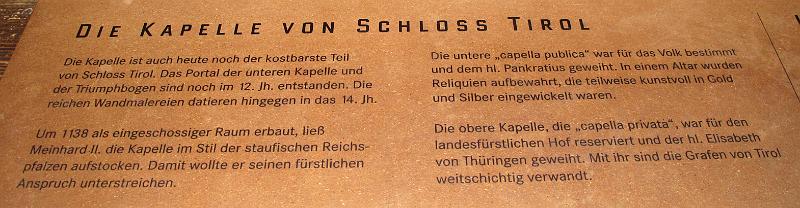 DIE KAPELLE VON SCHLOSS TIROL
Die Kapelle ist auch heute noch der kostbarste Teil
von Schloss Tirol. Das Portal der unteren Kapelle und
der Triumphbogen sind noch im 12. Jh. entstanden. Die
reichen Wandmalereien datieren hingegen in das 14. Jh.
Um 1138 als eingeschossiger Raum erbaut, ließ
Meinhard II. die Kapelle im Stil der staufischen Reichs-
pfalzen aufstocken. Damit wollte er seinen fürstlichen
Anspruch unterstreichen.
Die untere „capella publica“ war für das Volk bestimmt
und dem hl. Pankratius geweiht. In einem Altar wurden
Reliquien aufbewahrt, die teilweise kunstvoll in Gold
und Silber eingewickelt waren.
Die obere Kapelle, die „capella privata“, war für den
landesfürstlichen Hof reserviert und der hl. Elisabeth
von Thüringen geweiht. Mit ihr sind die Grafen von Tirol
weitschichtig verwandt.